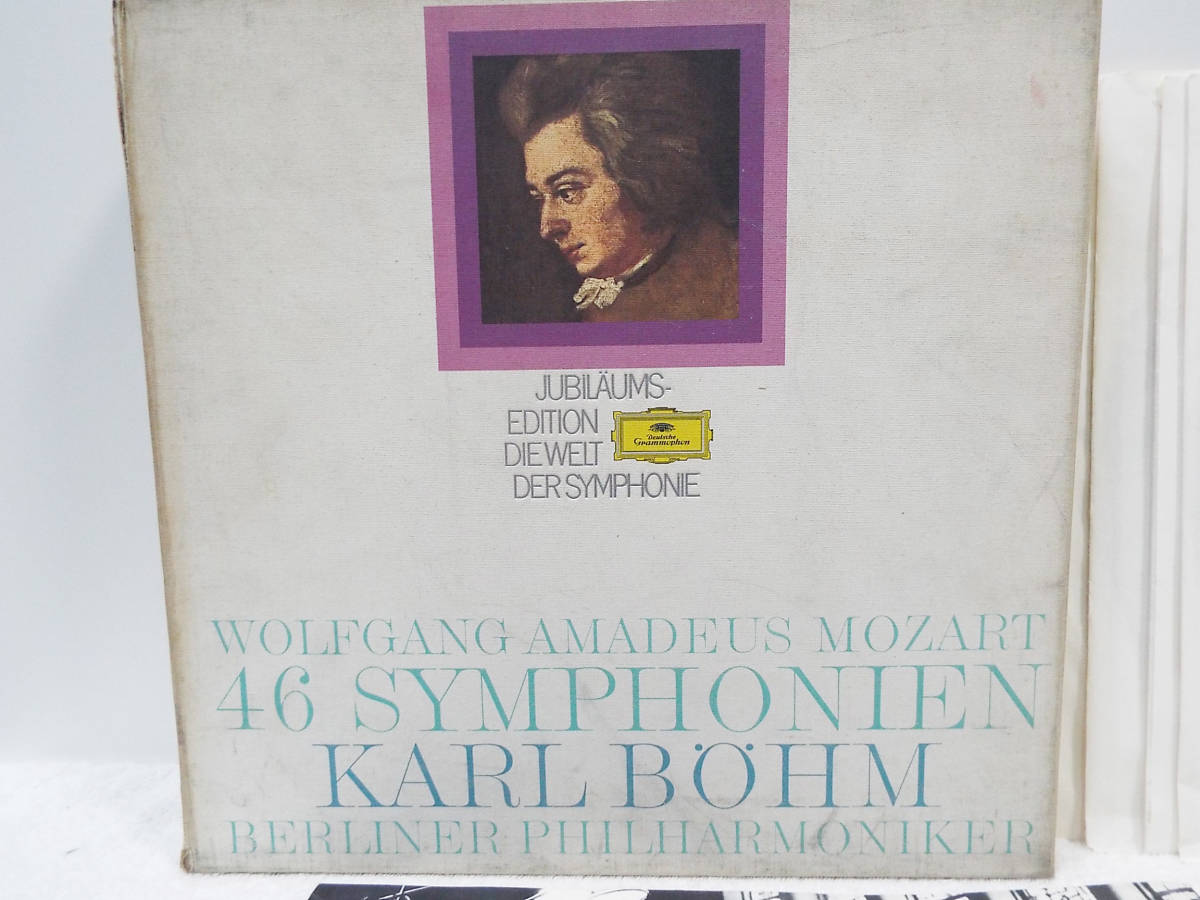 JUBILÄUMS-
EDITION
DIE WELT
DER SYMPHONIE
Deutsche
Grammophon
WOLFGANG AMADEUS MOZART
46 SYMPHONIEN
KARL BÖHM
BERLINER PHILHARMONIKER